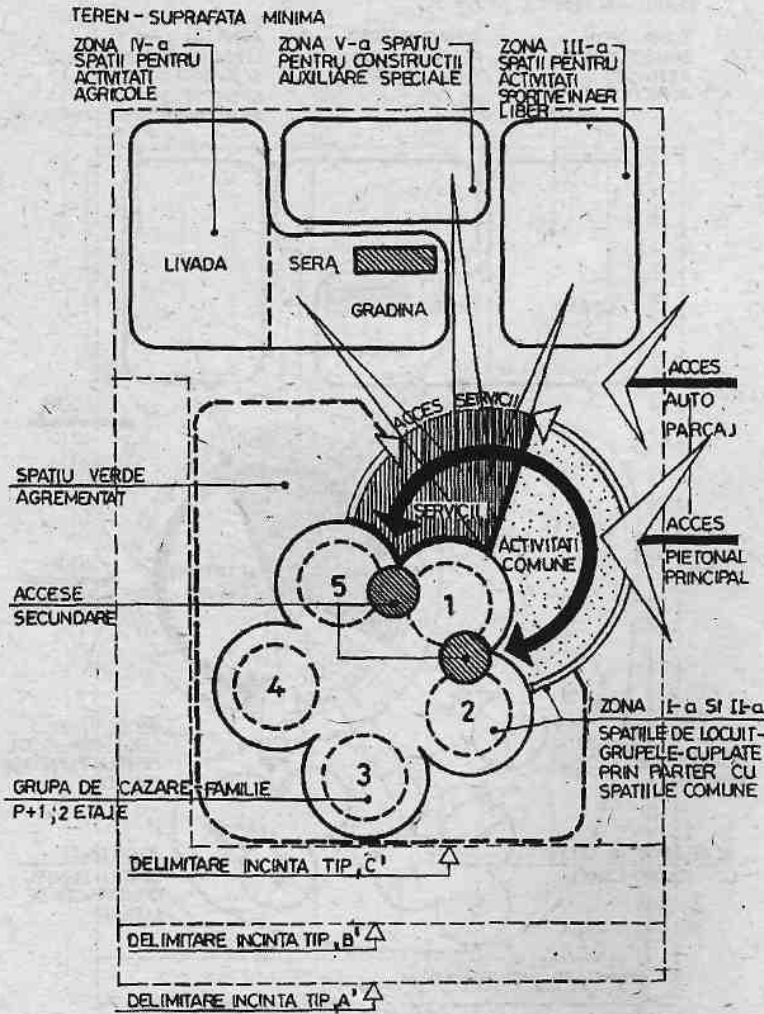 TEREN-SUPRAFATA MINIMA
ZONA IV-a
SPATII PENTRU
ACTIVITATI
AGRICOLE
ZONA V-a SPATIU
PENTRU CONSTRUCTII
AUXILIARE SPECIALE
ZONA III-a
SPATII PENTRU
ACTIVITATI
SPORTIVE IN AER
LIBER
LIVADA
SERA
GRADINA
ACCES
AUTO
PARCAJ
ACCES SERVICII
SPATIU VERDE
AGREMENTAT
SERVICII
ACTIVITATI
COMUNE
ACCES
PIETONAL
PRINCIPAL
ACCESE
SECUNDARE
5
1
4
2
3
ZONA I-a SI II-a
SPATIILE DE LOCUIT-
GRUPELE-CUPLATE
PRIN PARTER CU
SPATIILE COMUNE
GRUPA DE CAZARE-FAMILIE
P+1;2 ETAJE
DELIMITARE INCINTA TIP,C'
DELIMITARE INCINTA TIP,B'
DELIMITARE INCINTA TIP,A'